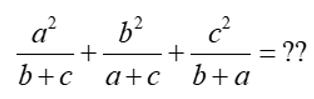 a²/(b+c) + b²/(a+c) + c²/(b+a) = ??